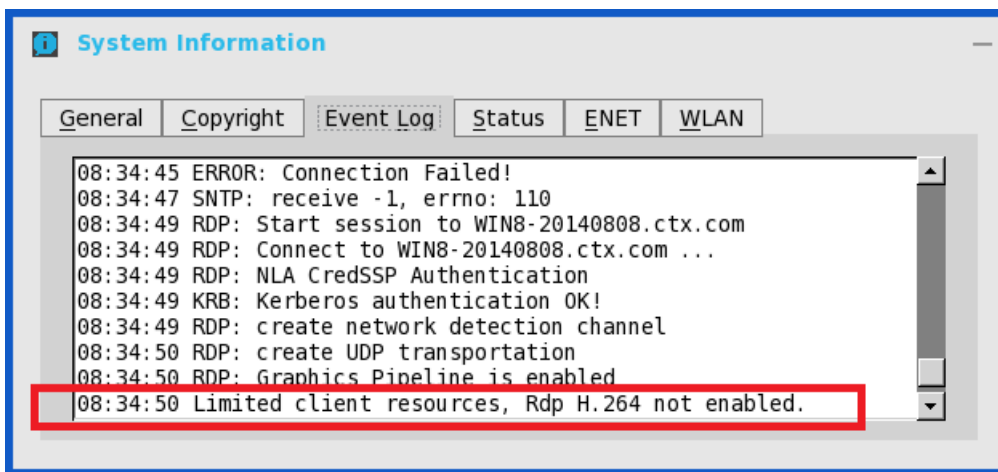 System Information
General Copyright Event Log Status ENET WLAN
08:34:45 ERROR: Connection Failed!
08:34:47 SNTP: receive -1, errno: 110
08:34:49 RDP: Start session to WIN8-20140808.ctx.com
08:34:49 RDP: Connect to WIN8-20140808.ctx.com ...
08:34:49 RDP: NLA CredSSP Authentication
08:34:49 KRB: Kerberos authentication OK!
08:34:49 RDP: create network detection channel
08:34:50 RDP: create UDP transportation
08:34:50 RDP: Graphics Pipeline is enabled
08:34:50 Limited client resources, Rdp H.264 not enabled.